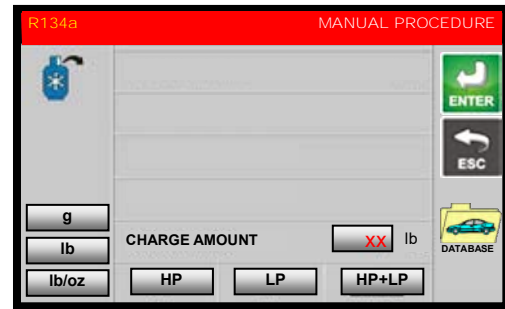 R134a MANUAL PROCEDURE
ENTER
ESC
g
lb
CHARGE AMOUNT XX lb
DATABASE
lb/oz HP LP HP+LP